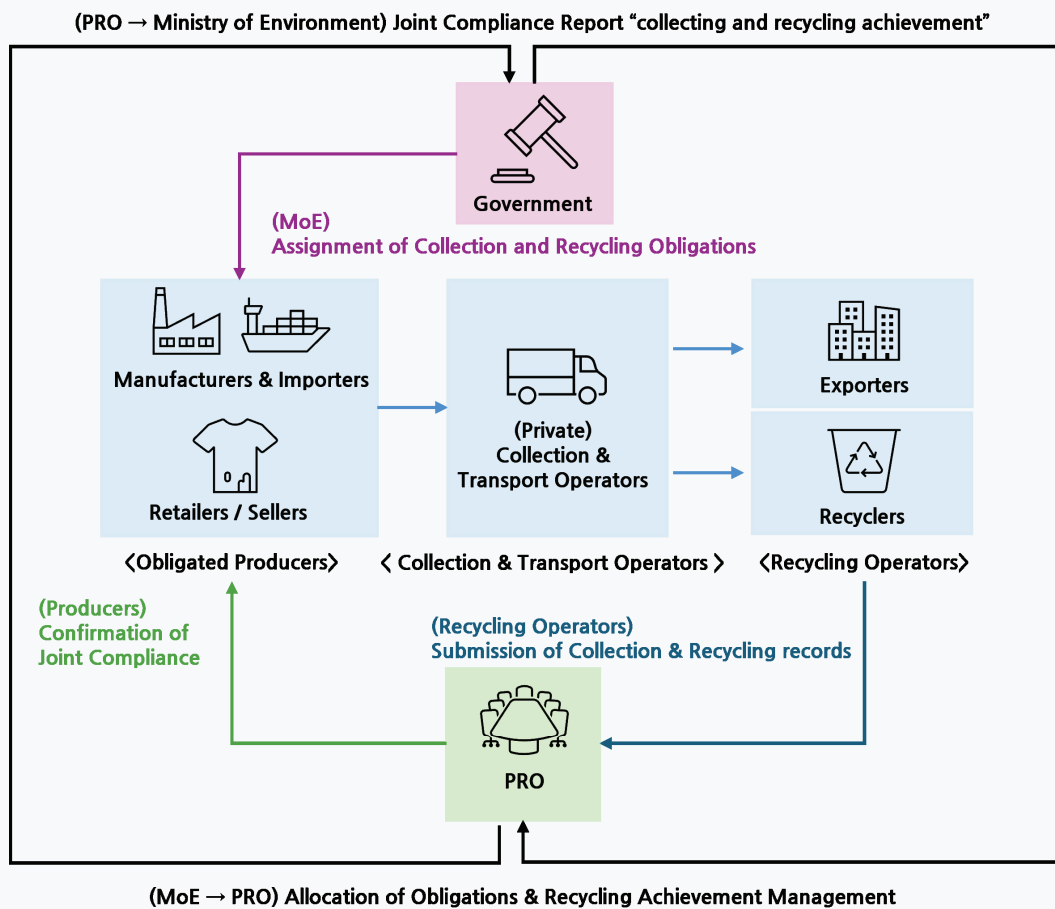 (PRO → Ministry of Environment) Joint Compliance Report “collecting and recycling achievement”
Government
(MoE)
Assignment of Collection and Recycling Obligations
Manufacturers & Importers
Retailers / Sellers
(Private)
Collection &
Transport Operators
Exporters
Recyclers
<Obligated Producers>
< Collection & Transport Operators >
<Recycling Operators>
(Producers)
Confirmation of
Joint Compliance
(Recycling Operators)
Submission of Collection & Recycling records
PRO
(MoE → PRO) Allocation of Obligations & Recycling Achievement Management